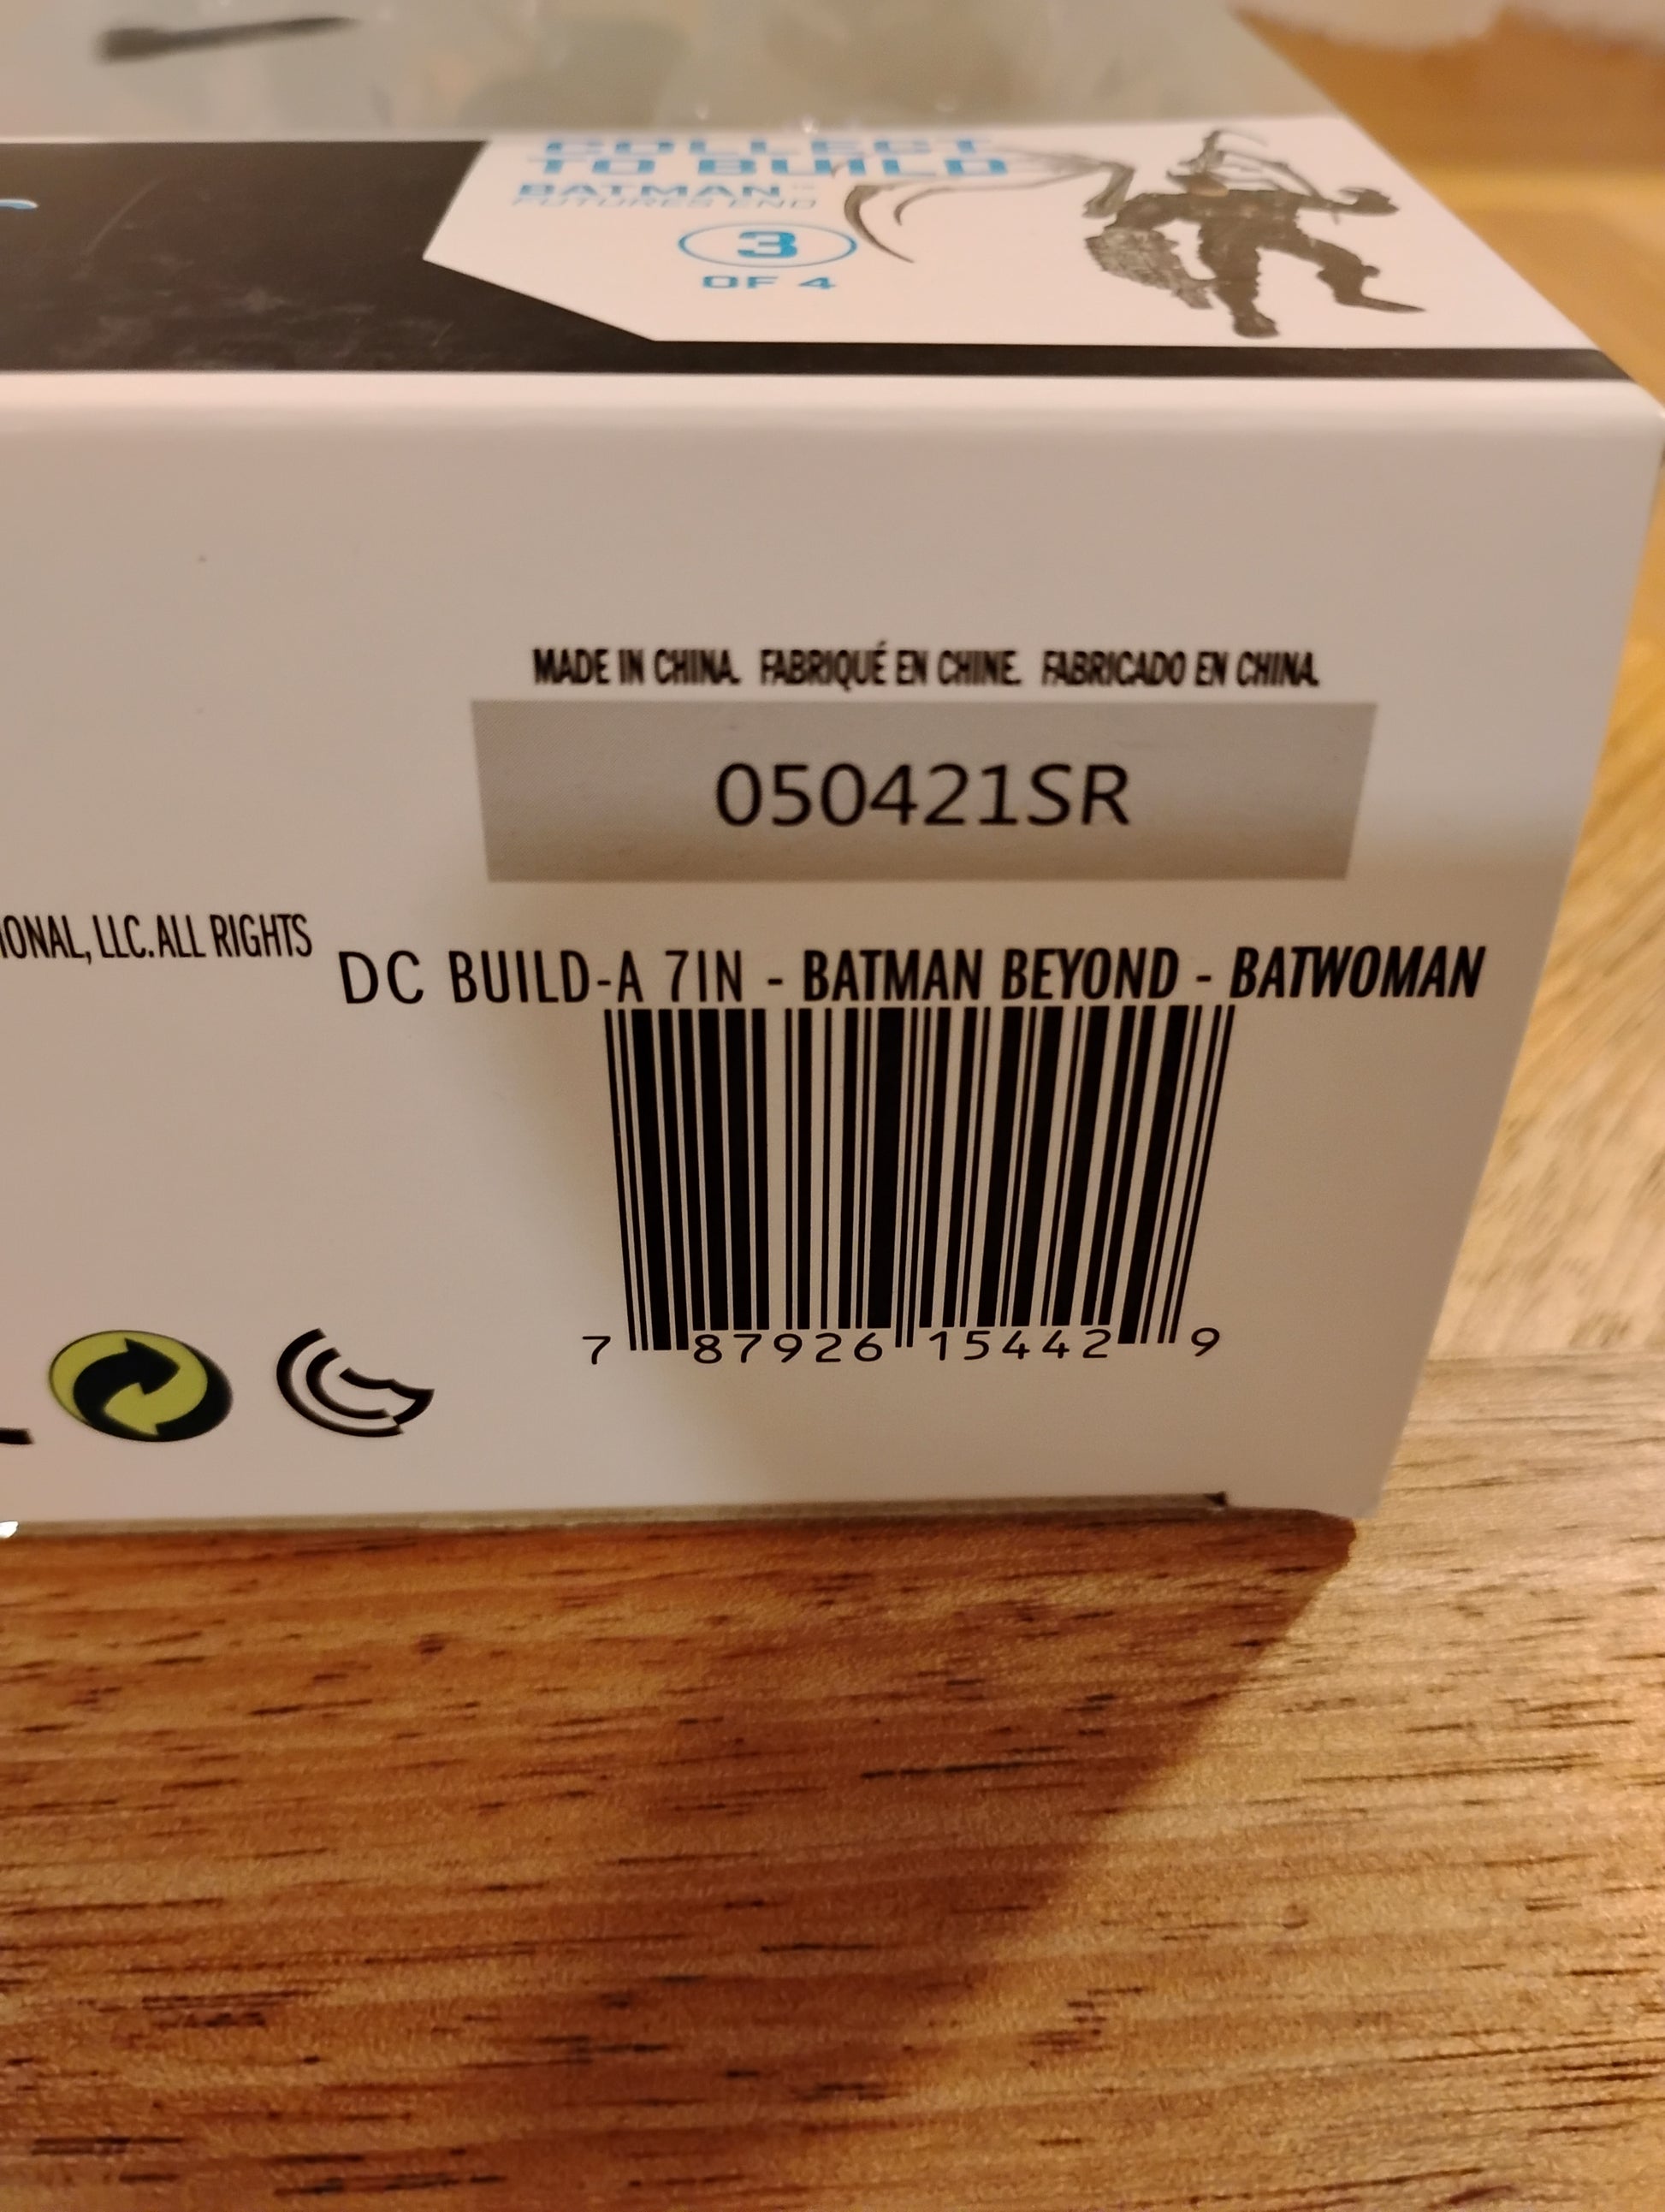 COLLECT
TO BUILD
BATMAN™
FUTURES END
3
OF 4
MADE IN CHINA. FABRIQUÉ EN CHINE. FABRICADO EN CHINA.
050421SR
IONAL, LLC. ALL RIGHTS
DC BUILD-A 7IN - BATMAN BEYOND - BATWOMAN
7 87926 15442 9